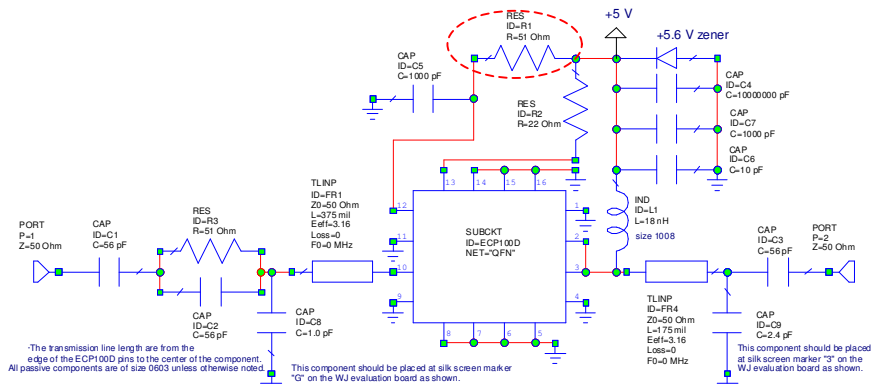 RES
ID=R1
R=51 Ohm
+5 V
+5.6 V zener
CAP
ID=C5
C=1000 pF
CAP
ID=C4
C=10000000 pF
RES
ID=R2
R=22 Ohm
CAP
ID=C7
C=1000 pF
CAP
ID=C6
C=10 pF
TLINP
ID=FR1
Z0=50 Ohm
L=375 mil
Eeff=3.16
Loss=0
F0=0 MHz
13
14
15
16
12
11
10
9
1
2
3
4
8
7
6
5
SUBCKT
ID=ECP100D
NET="QFN"
IND
ID=L1
L=18 nH
size 1008
PORT
P=1
Z=50 Ohm
CAP
ID=C1
C=56 pF
RES
ID=R3
R=51 Ohm
CAP
ID=C3
C=56 pF
PORT
P=2
Z=50 Ohm
CAP
ID=C2
C=56 pF
CAP
ID=C8
C=1.0 pF
TLINP
ID=FR4
Z0=50 Ohm
L=175 mil
Eeff=3.16
Loss=0
F0=0 MHz
CAP
ID=C9
C=2.4 pF
-The transmission line length are from the
edge of the ECP100D pins to the center of the component.
All passive components are of size 0603 unless otherwise noted.
This component should be placed at silk screen marker
"G" on the WJ evaluation board as shown.
This component should be placed
at silk screen marker "3" on the
WJ evaluation board as shown.